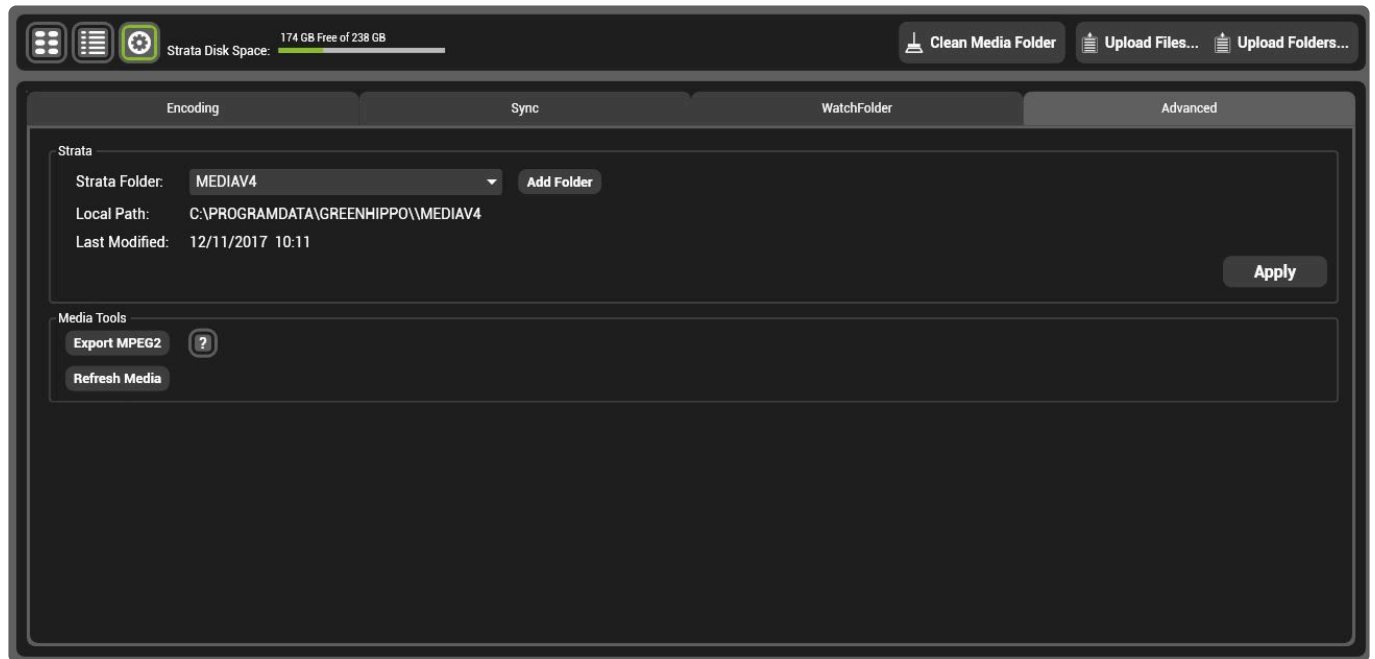 174 GB Free of 238 GB
Strata Disk Space:
Clean Media Folder
Upload Files...
Upload Folders...
Encoding
Sync
WatchFolder
Advanced
Strata
Strata Folder: MEDIAV4 Add Folder
Local Path: C:\PROGRAMDATA\GREENHIPPO\\MEDIAV4
Last Modified: 12/11/2017 10:11
Apply
Media Tools
Export MPEG2 ?
Refresh Media